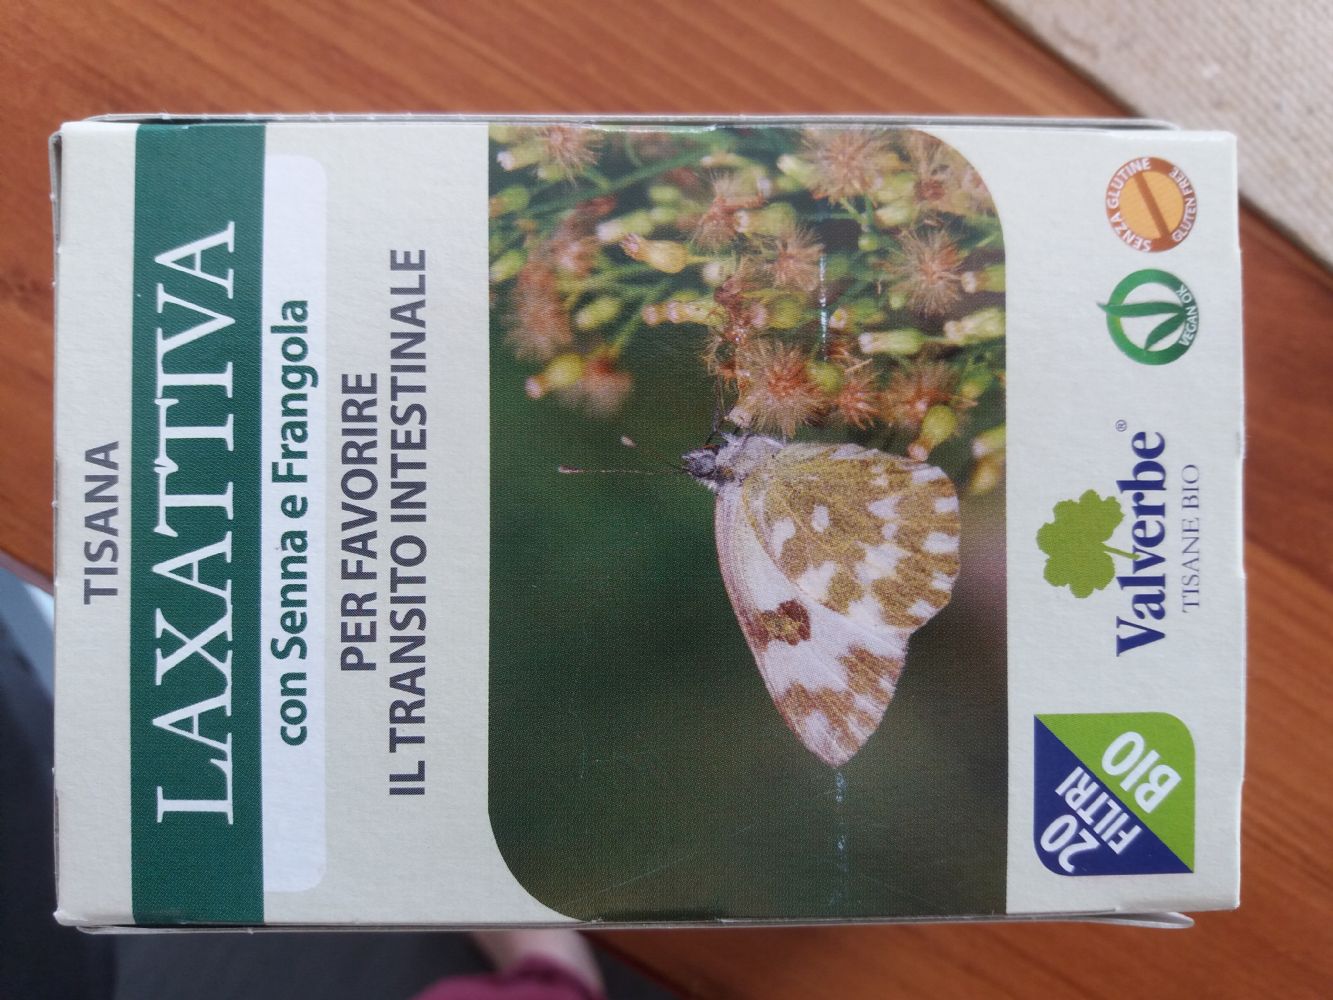 TISANA
LAXATTIVA
con Senna e Frangola
PER FAVORIRE
IL TRANSITO INTESTINALE
20
FILTRI
BIO
Valverbe®
TISANE BIO
VEGAN OK
SENZA GLUTINE
GLUTEN FREE